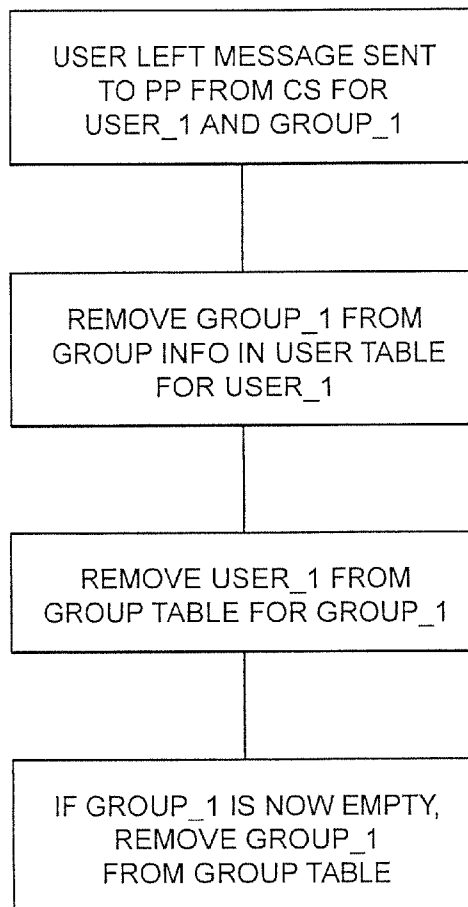 USER LEFT MESSAGE SENT
TO PP FROM CS FOR
USER_1 AND GROUP_1
REMOVE GROUP_1 FROM
GROUP INFO IN USER TABLE
FOR USER_1
REMOVE USER_1 FROM
GROUP TABLE FOR GROUP_1
IF GROUP_1 IS NOW EMPTY,
REMOVE GROUP_1
FROM GROUP TABLE